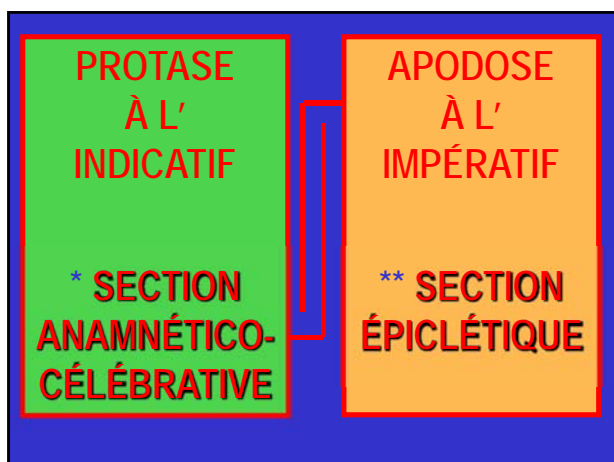 PROTASE
À L'
INDICATIF
* SECTION
ANAMNÉTICO-
CÉLÉBRATIVE
APODOSE
À L'
IMPÉRATIF
** SECTION
ÉPICLÉTIQUE